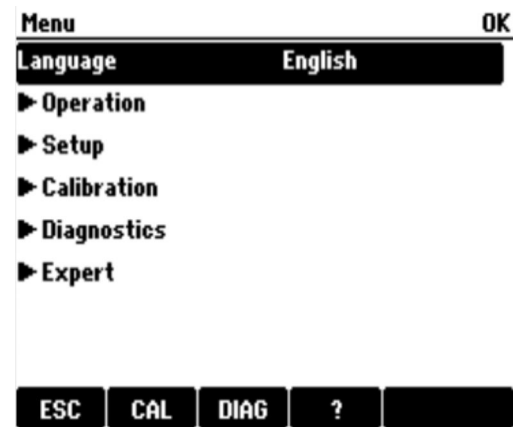 Menu OK
Language English
Operation
Setup
Calibration
Diagnostics
Expert
ESC CAL DIAG ?